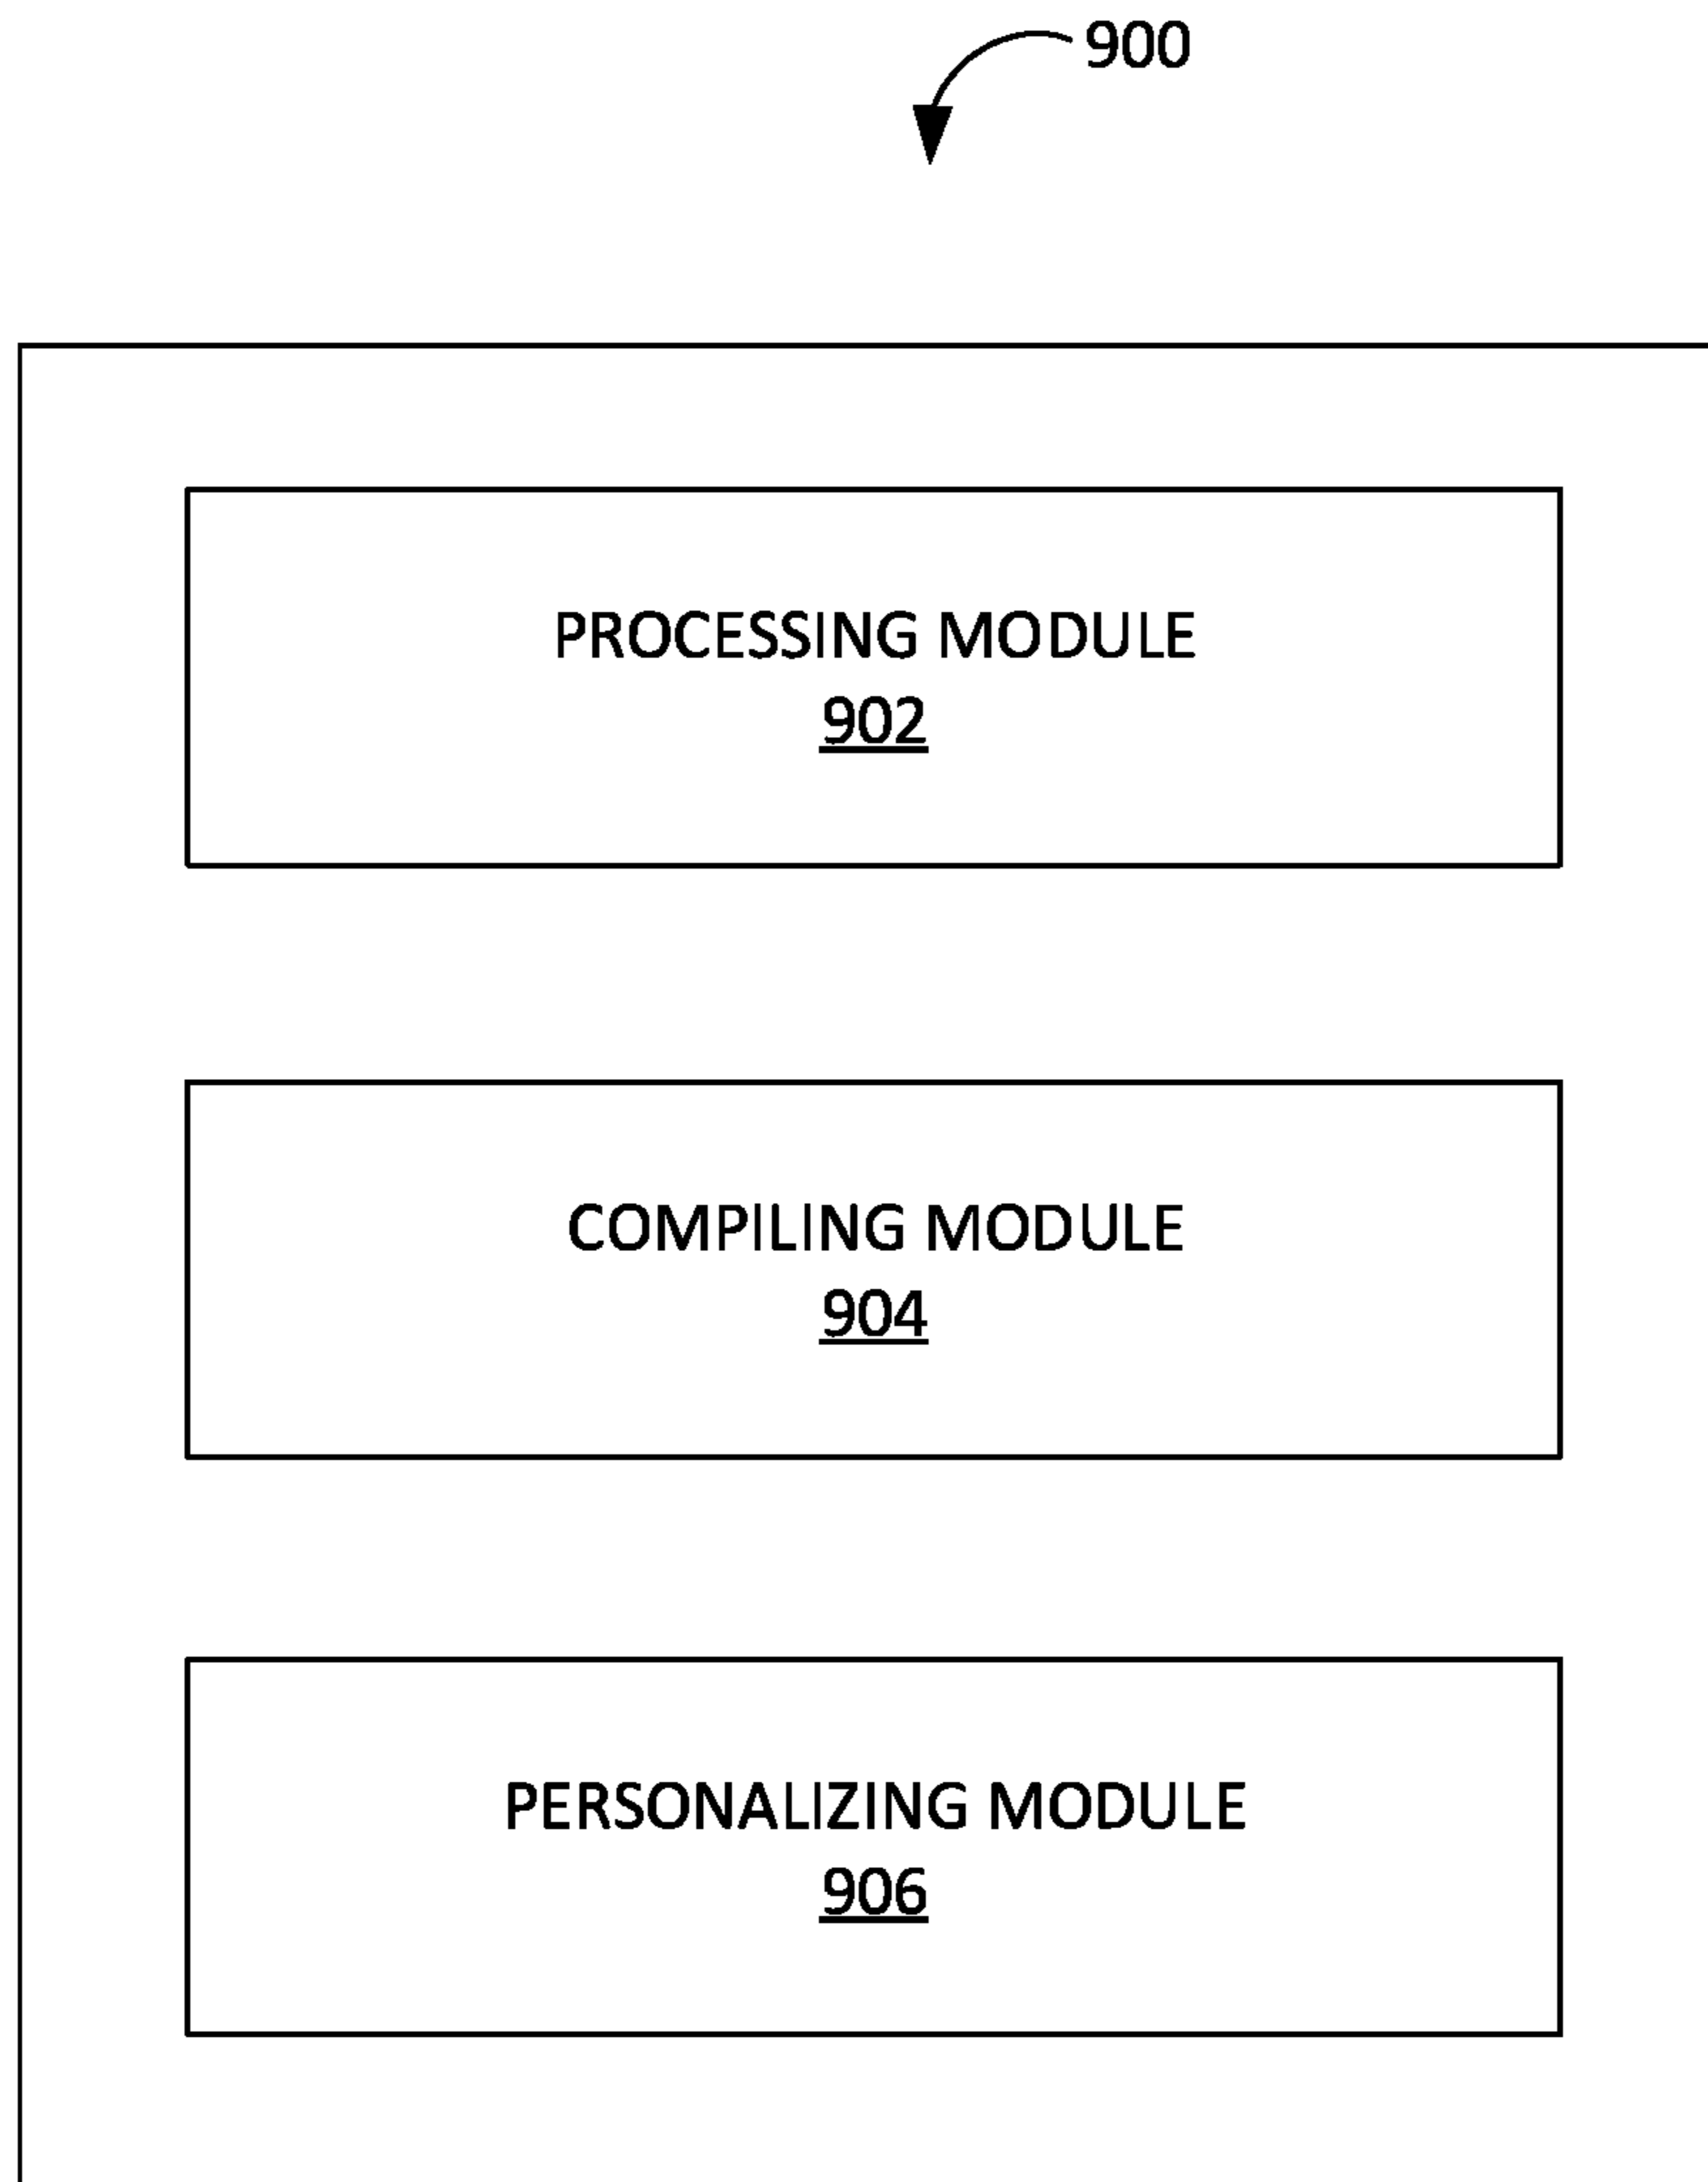 900
PROCESSING MODULE
902
COMPILING MODULE
904
PERSONALIZING MODULE
906